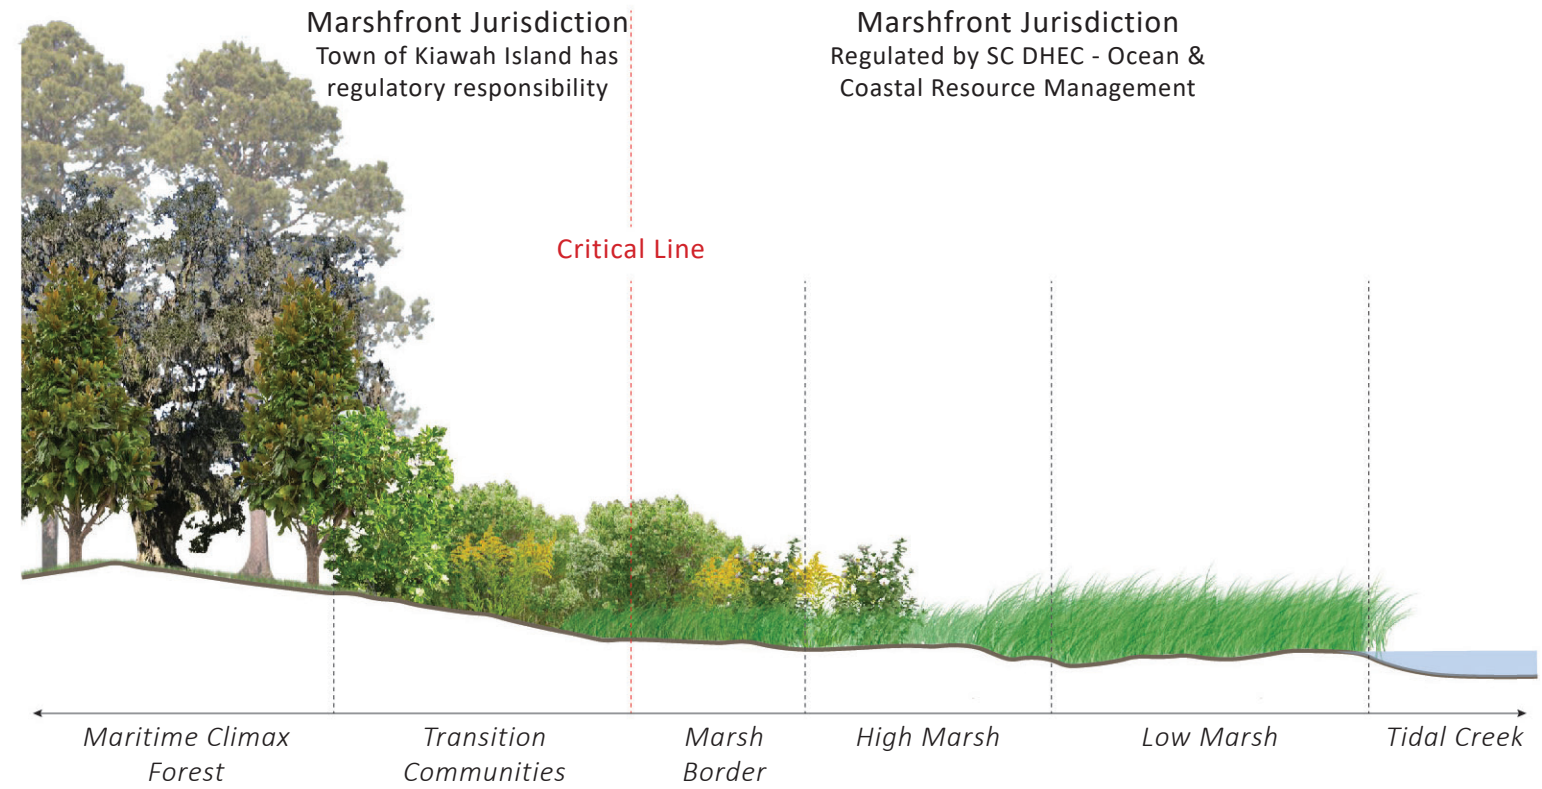 Marshfront Jurisdiction
Town of Kiawah Island has
regulatory responsibility
Marshfront Jurisdiction
Regulated by SC DHEC - Ocean &
Coastal Resource Management
Critical Line
Maritime Climax
Forest
Transition
Communities
Marsh
Border
High Marsh
Low Marsh
Tidal Creek